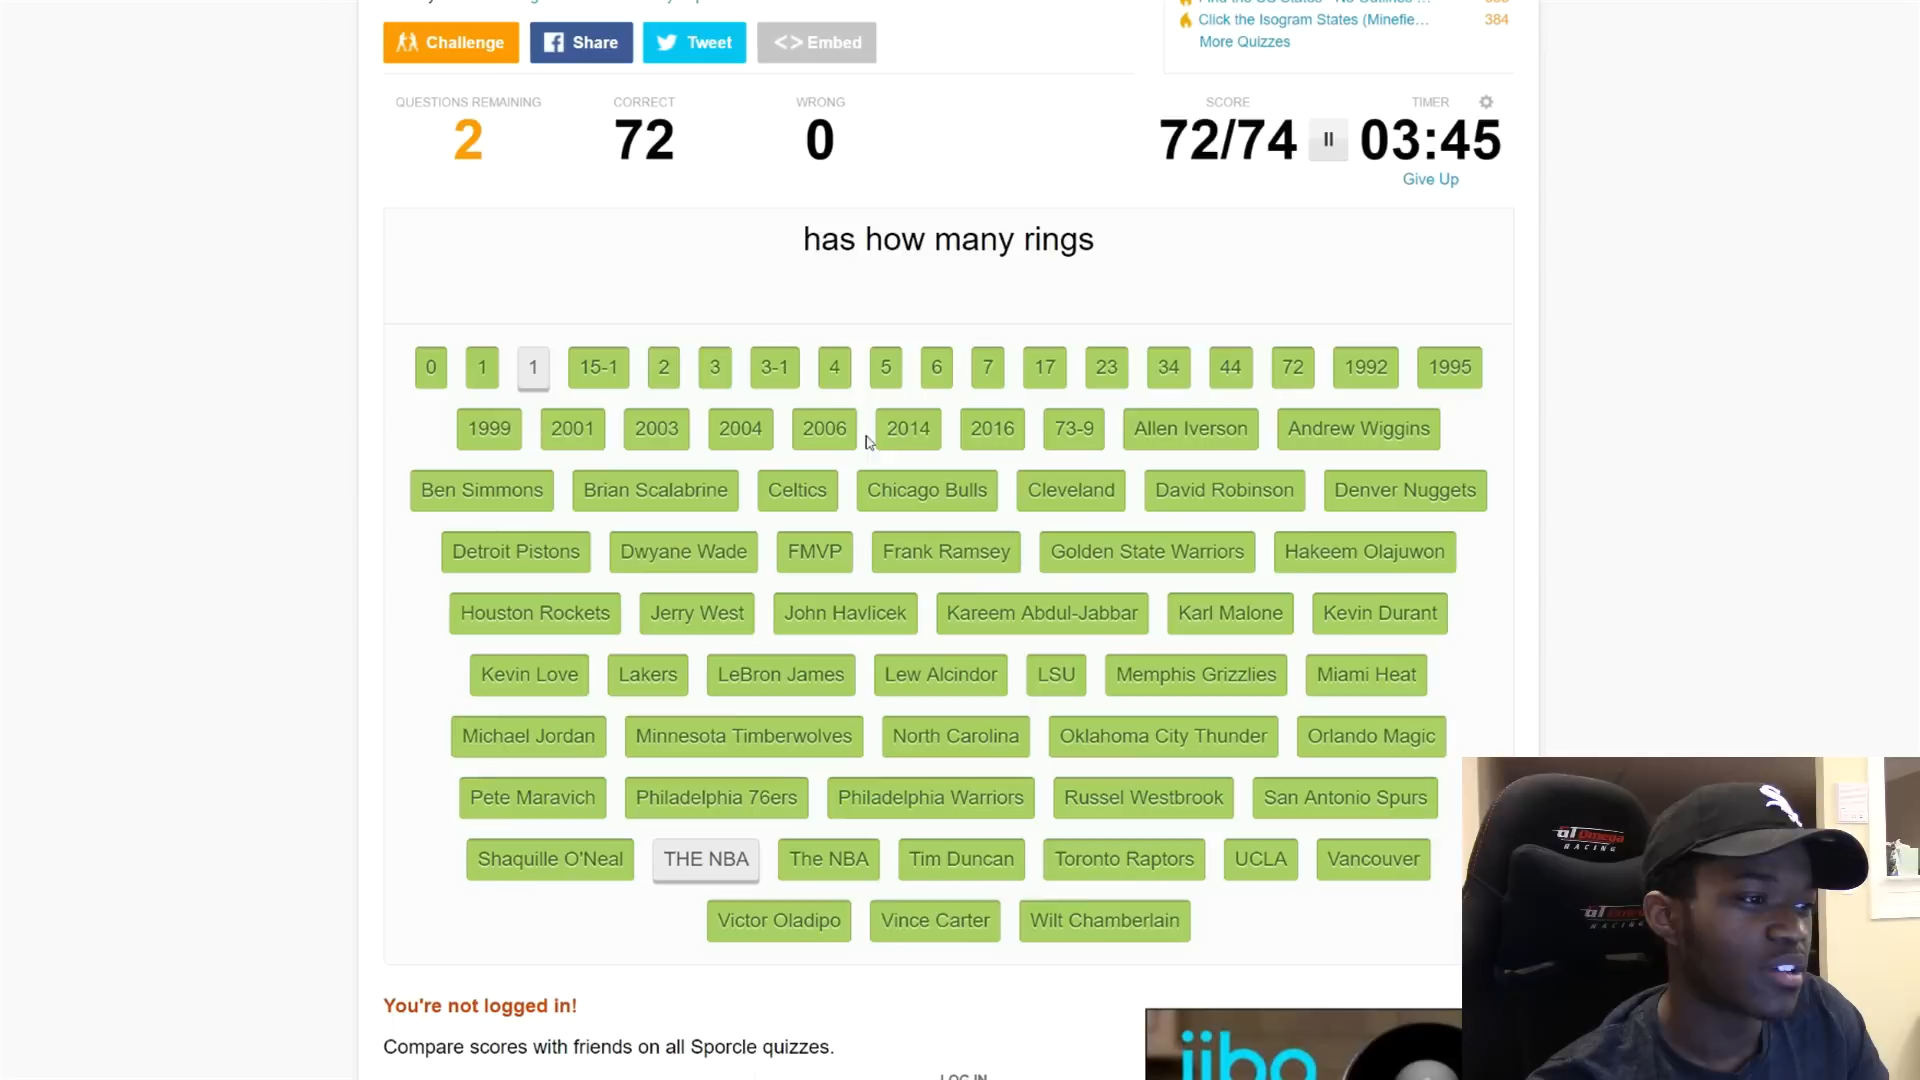 Click the Isogram States (Minefie... 384
More Quizzes
Challenge Share Tweet <> Embed
QUESTIONS REMAINING CORRECT WRONG SCORE TIMER
2 72 0 72/74 03:45
Give Up
has how many rings
0 1 1 15-1 2 3 3-1 4 5 6 7 17 23 34 44 72 1992 1995
1999 2001 2003 2004 2006 2014 2016 73-9 Allen Iverson Andrew Wiggins
Ben Simmons Brian Scalabrine Celtics Chicago Bulls Cleveland David Robinson Denver Nuggets
Detroit Pistons Dwyane Wade FMVP Frank Ramsey Golden State Warriors Hakeem Olajuwon
Houston Rockets Jerry West John Havlicek Kareem Abdul-Jabbar Karl Malone Kevin Durant
Kevin Love Lakers LeBron James Lew Alcindor LSU Memphis Grizzlies Miami Heat
Michael Jordan Minnesota Timberwolves North Carolina Oklahoma City Thunder Orlando Magic
Pete Maravich Philadelphia 76ers Philadelphia Warriors Russel Westbrook San Antonio Spurs
Shaquille O'Neal THE NBA The NBA Tim Duncan Toronto Raptors UCLA Vancouver
Victor Oladipo Vince Carter Wilt Chamberlain
GT Omega
RACING
You're not logged in!
Compare scores with friends on all Sporcle quizzes.
LOG IN